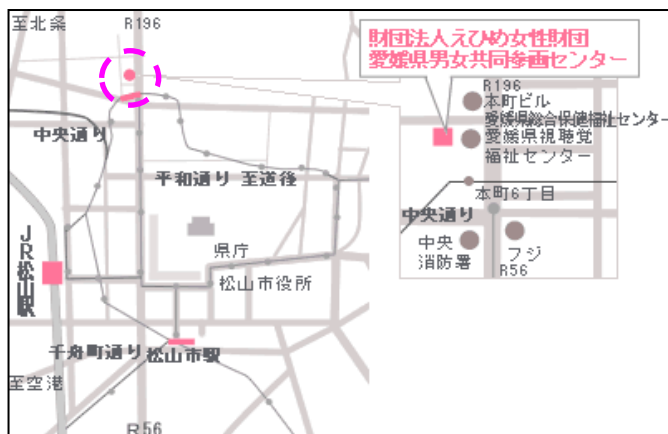 至北条
R196
中央通り
平和通り 至道後
県庁
松山市役所
JR松山駅
千舟町通り
松山市駅
至空港
R56
財団法人えひめ女性財団
愛媛県男女共同参画センター
R196
本町ビル
愛媛県総合保健福祉センター
愛媛県視聴覚
福祉センター
本町6丁目
中央通り
中央
消防署
フジ
R56